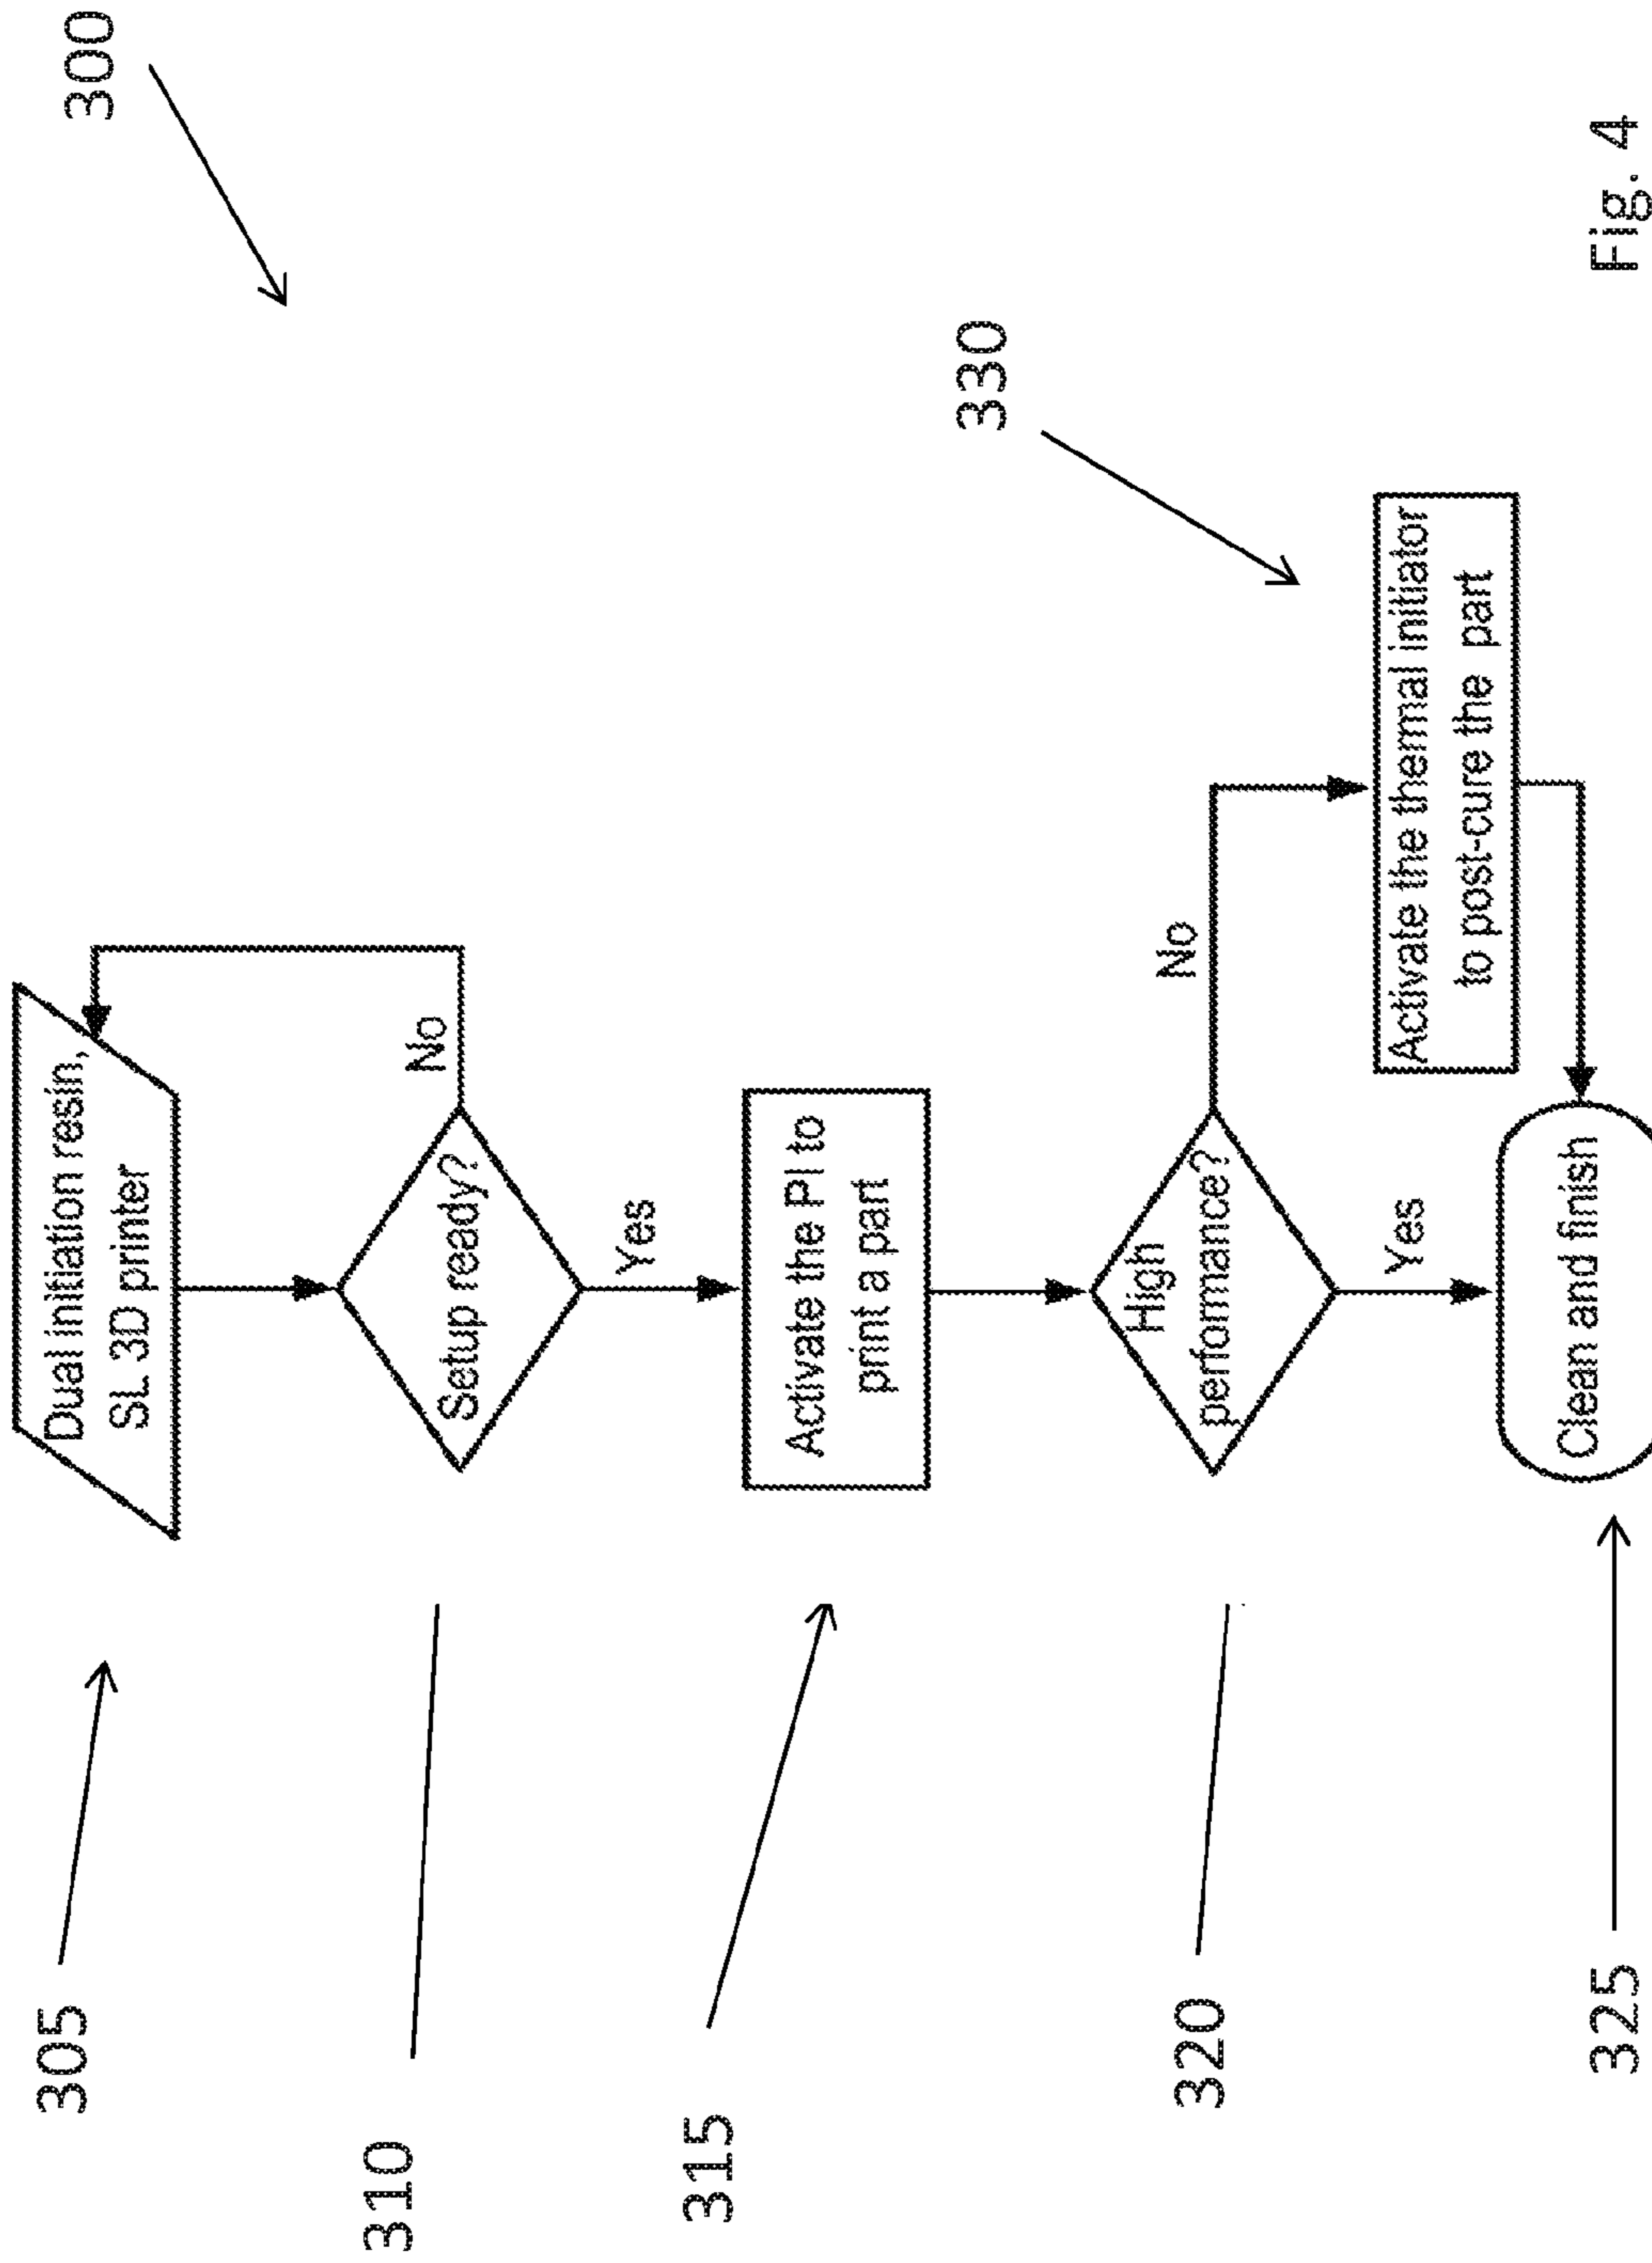 300
305
Dual initiation resin,
SL 3D printer
No
310
Setup ready?
Yes
315
Activate the PI to
print a part
330
No
320
High
performance?
Activate the thermal initiator
to post-cure the part
Yes
325
Clean and finish
Fig. 4